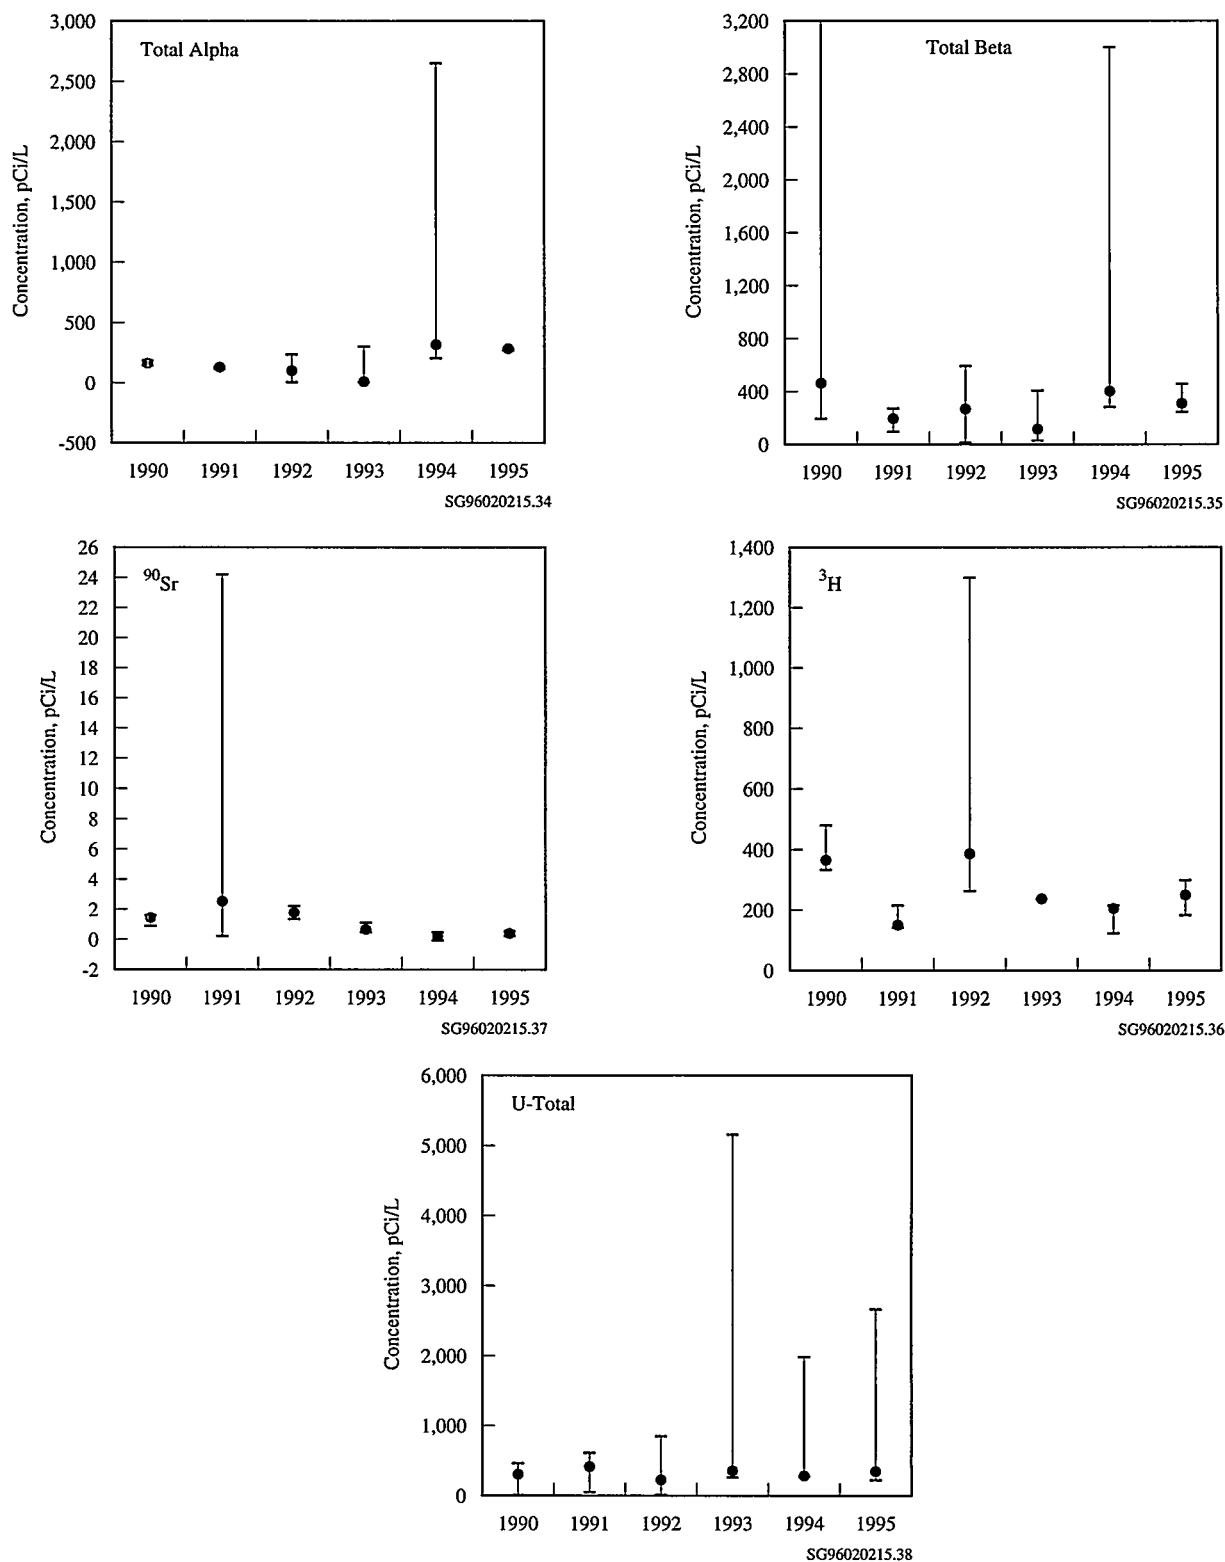 Total Alpha
Concentration, pCi/L
3,000
2,500
2,000
1,500
1,000
500
0
-500
1990 1991 1992 1993 1994 1995
SG96020215.34
Total Beta
Concentration, pCi/L
3,200
2,800
2,400
2,000
1,600
1,200
800
400
0
1990 1991 1992 1993 1994 1995
SG96020215.35
90Sr
Concentration, pCi/L
26
24
22
20
18
16
14
12
10
8
6
4
2
0
-2
1990 1991 1992 1993 1994 1995
SG96020215.37
3H
Concentration, pCi/L
1,400
1,200
1,000
800
600
400
200
0
1990 1991 1992 1993 1994 1995
SG96020215.36
U-Total
Concentration, pCi/L
6,000
5,000
4,000
3,000
2,000
1,000
0
1990 1991 1992 1993 1994 1995
SG96020215.38